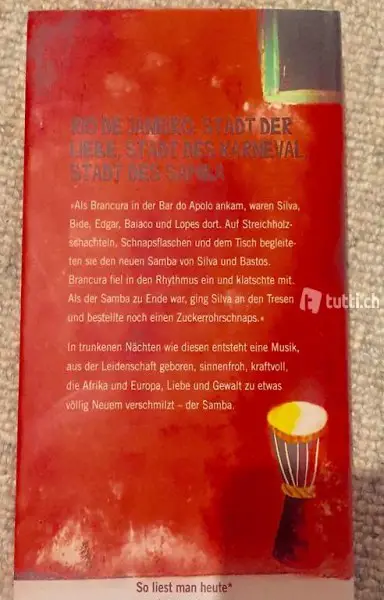 RIO DE JANEIRO, STADT DER
LIEBE, STADT DES KARNEVAL,
STADT DES SAMBA
»Als Brancura in der Bar do Apolo ankam, waren Silva,
Bide, Edgar, Baiaco und Lopes dort. Auf Streichholz-
schachteln, Schnapsflaschen und dem Tisch begleite-
ten sie den neuen Samba von Silva und Bastos.
Brancura fiel in den Rhythmus ein und klatschte mit.
Als der Samba zu Ende war, ging Silva an den Tresen
und bestellte noch einen Zuckerrohrschnaps.«
tutti.ch
In trunkenen Nächten wie diesen entsteht eine Musik,
aus der Leidenschaft geboren, sinnenfroh, kraftvoll,
die Afrika und Europa, Liebe und Gewalt zu etwas
völlig Neuem verschmilzt – der Samba.
So liest man heute*